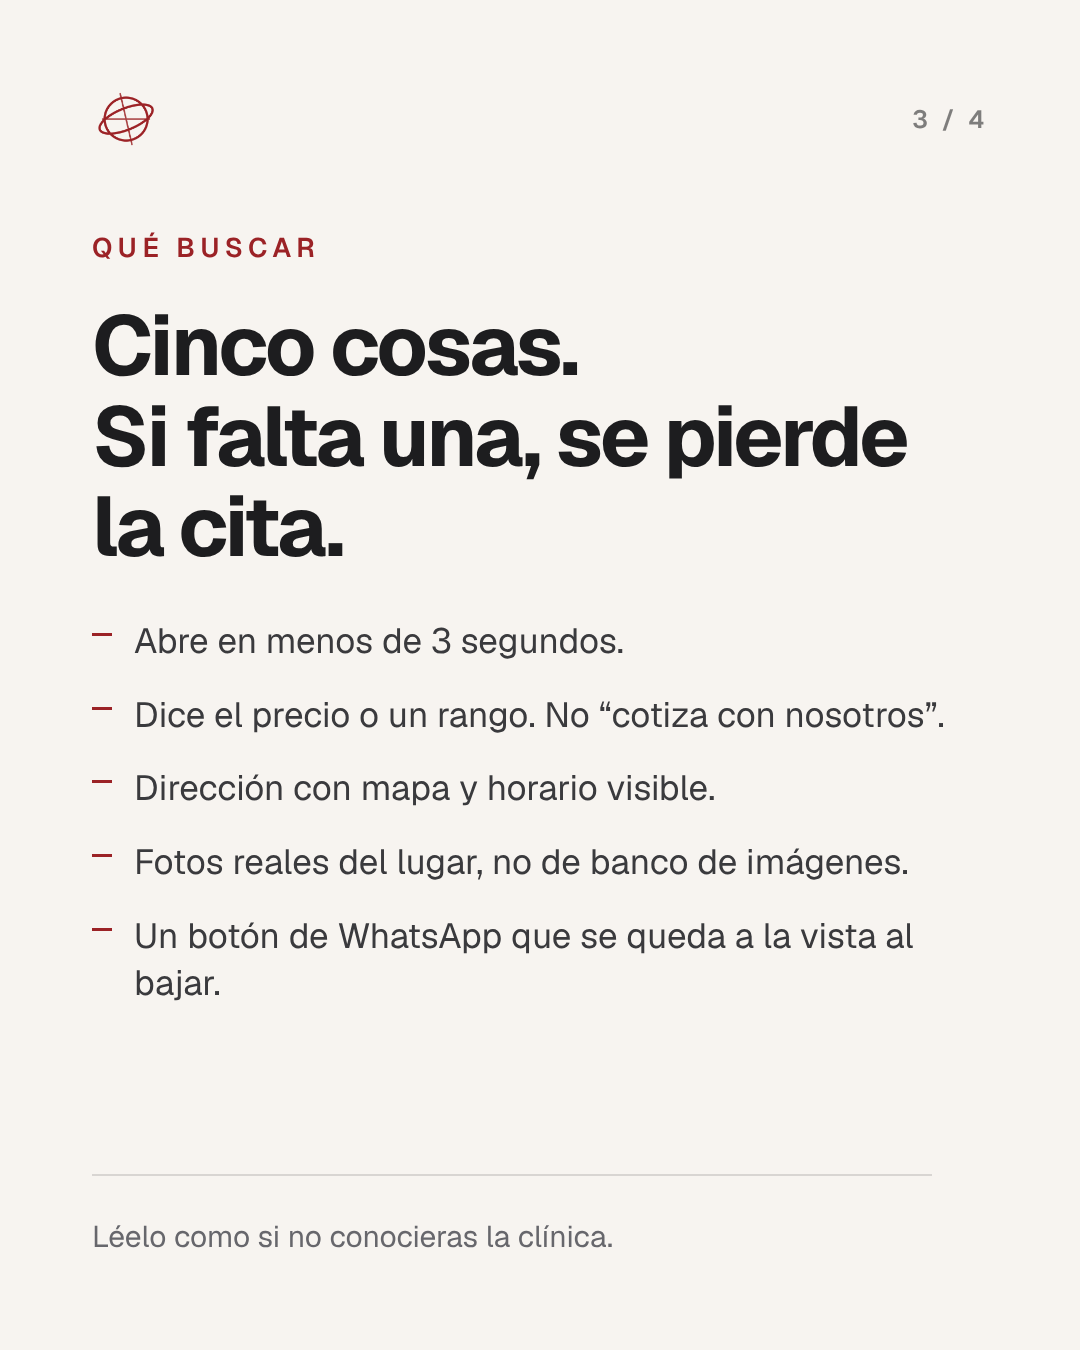 3 / 4
QUÉ BUSCAR
Cinco cosas.
Si falta una, se pierde
la cita.
— Abre en menos de 3 segundos.
— Dice el precio o un rango. No “cotiza con nosotros”.
— Dirección con mapa y horario visible.
— Fotos reales del lugar, no de banco de imágenes.
— Un botón de WhatsApp que se queda a la vista al
bajar.
Léelo como si no conocieras la clínica.